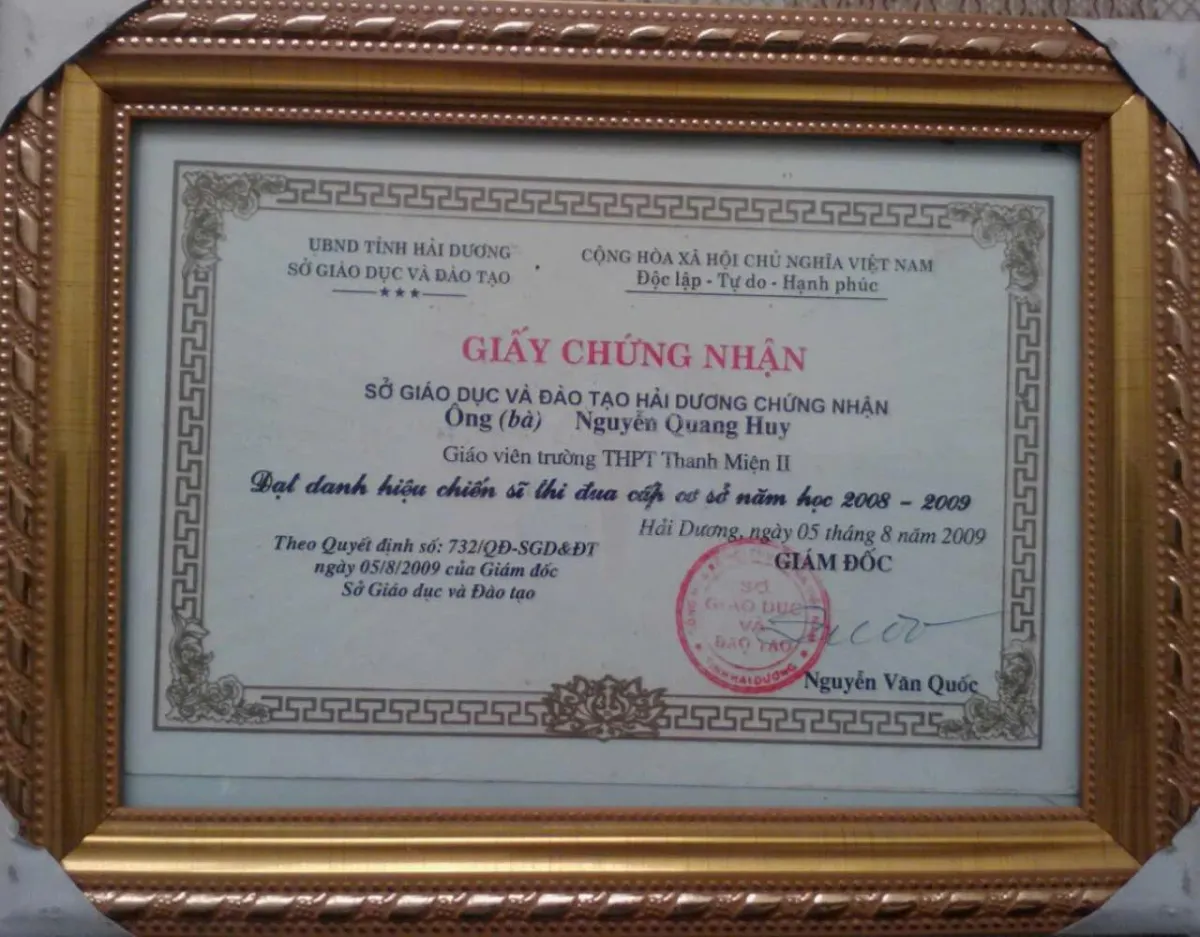 UBND TỈNH HẢI DƯƠNG
SỞ GIÁO DỤC VÀ ĐÀO TẠO
CỘNG HÒA XÃ HỘI CHỦ NGHĨA VIỆT NAM
Độc lập - Tự do - Hạnh phúc
GIẤY CHỨNG NHẬN
SỞ GIÁO DỤC VÀ ĐÀO TẠO HẢI DƯƠNG CHỨNG NHẬN
Ông (bà) Nguyễn Quang Huy
Giáo viên trường THPT Thanh Miện II
Đạt danh hiệu chiến sĩ thi đua cấp cơ sở năm học 2008 - 2009
Hải Dương, ngày 05 tháng 8 năm 2009
Theo Quyết định số: 732/QĐ-SGD&ĐT
ngày 05/8/2009 của Giám đốc
Sở Giáo dục và Đào tạo
GIÁM ĐỐC
SỞ
GIÁO DỤC
VÀ
ĐÀO TẠO
TỈNH HẢI DƯƠNG
Nguyễn Văn Quốc